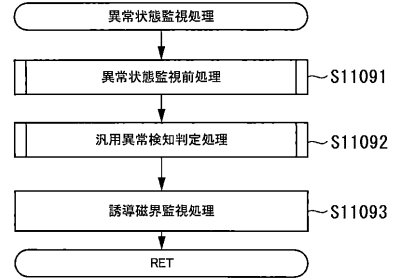 異常状態監視処理
異常状態監視前処理
S11091
汎用異常検知判定処理
S11092
誘導磁界監視処理
S11093
RET